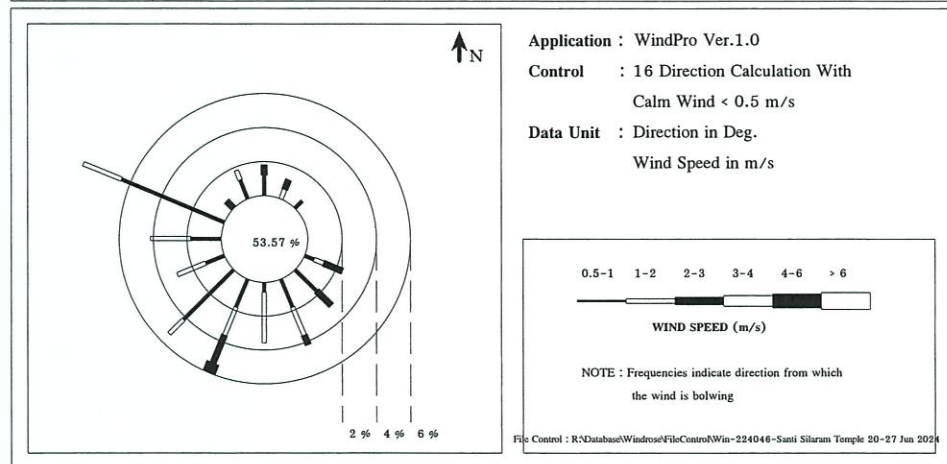 N
53.57 %
2 % 4 % 6 %
Application : WindPro Ver.1.0
Control : 16 Direction Calculation With
Calm Wind < 0.5 m/s
Data Unit : Direction in Deg.
Wind Speed in m/s
0.5-1 1-2 2-3 3-4 4-6 > 6
WIND SPEED (m/s)
NOTE : Frequencies indicate direction from which
the wind is bolwing
File Control : R:\Database\Windrose\FileControl\Win-224046-Santi Silaram Temple 20-27 Jun 2024